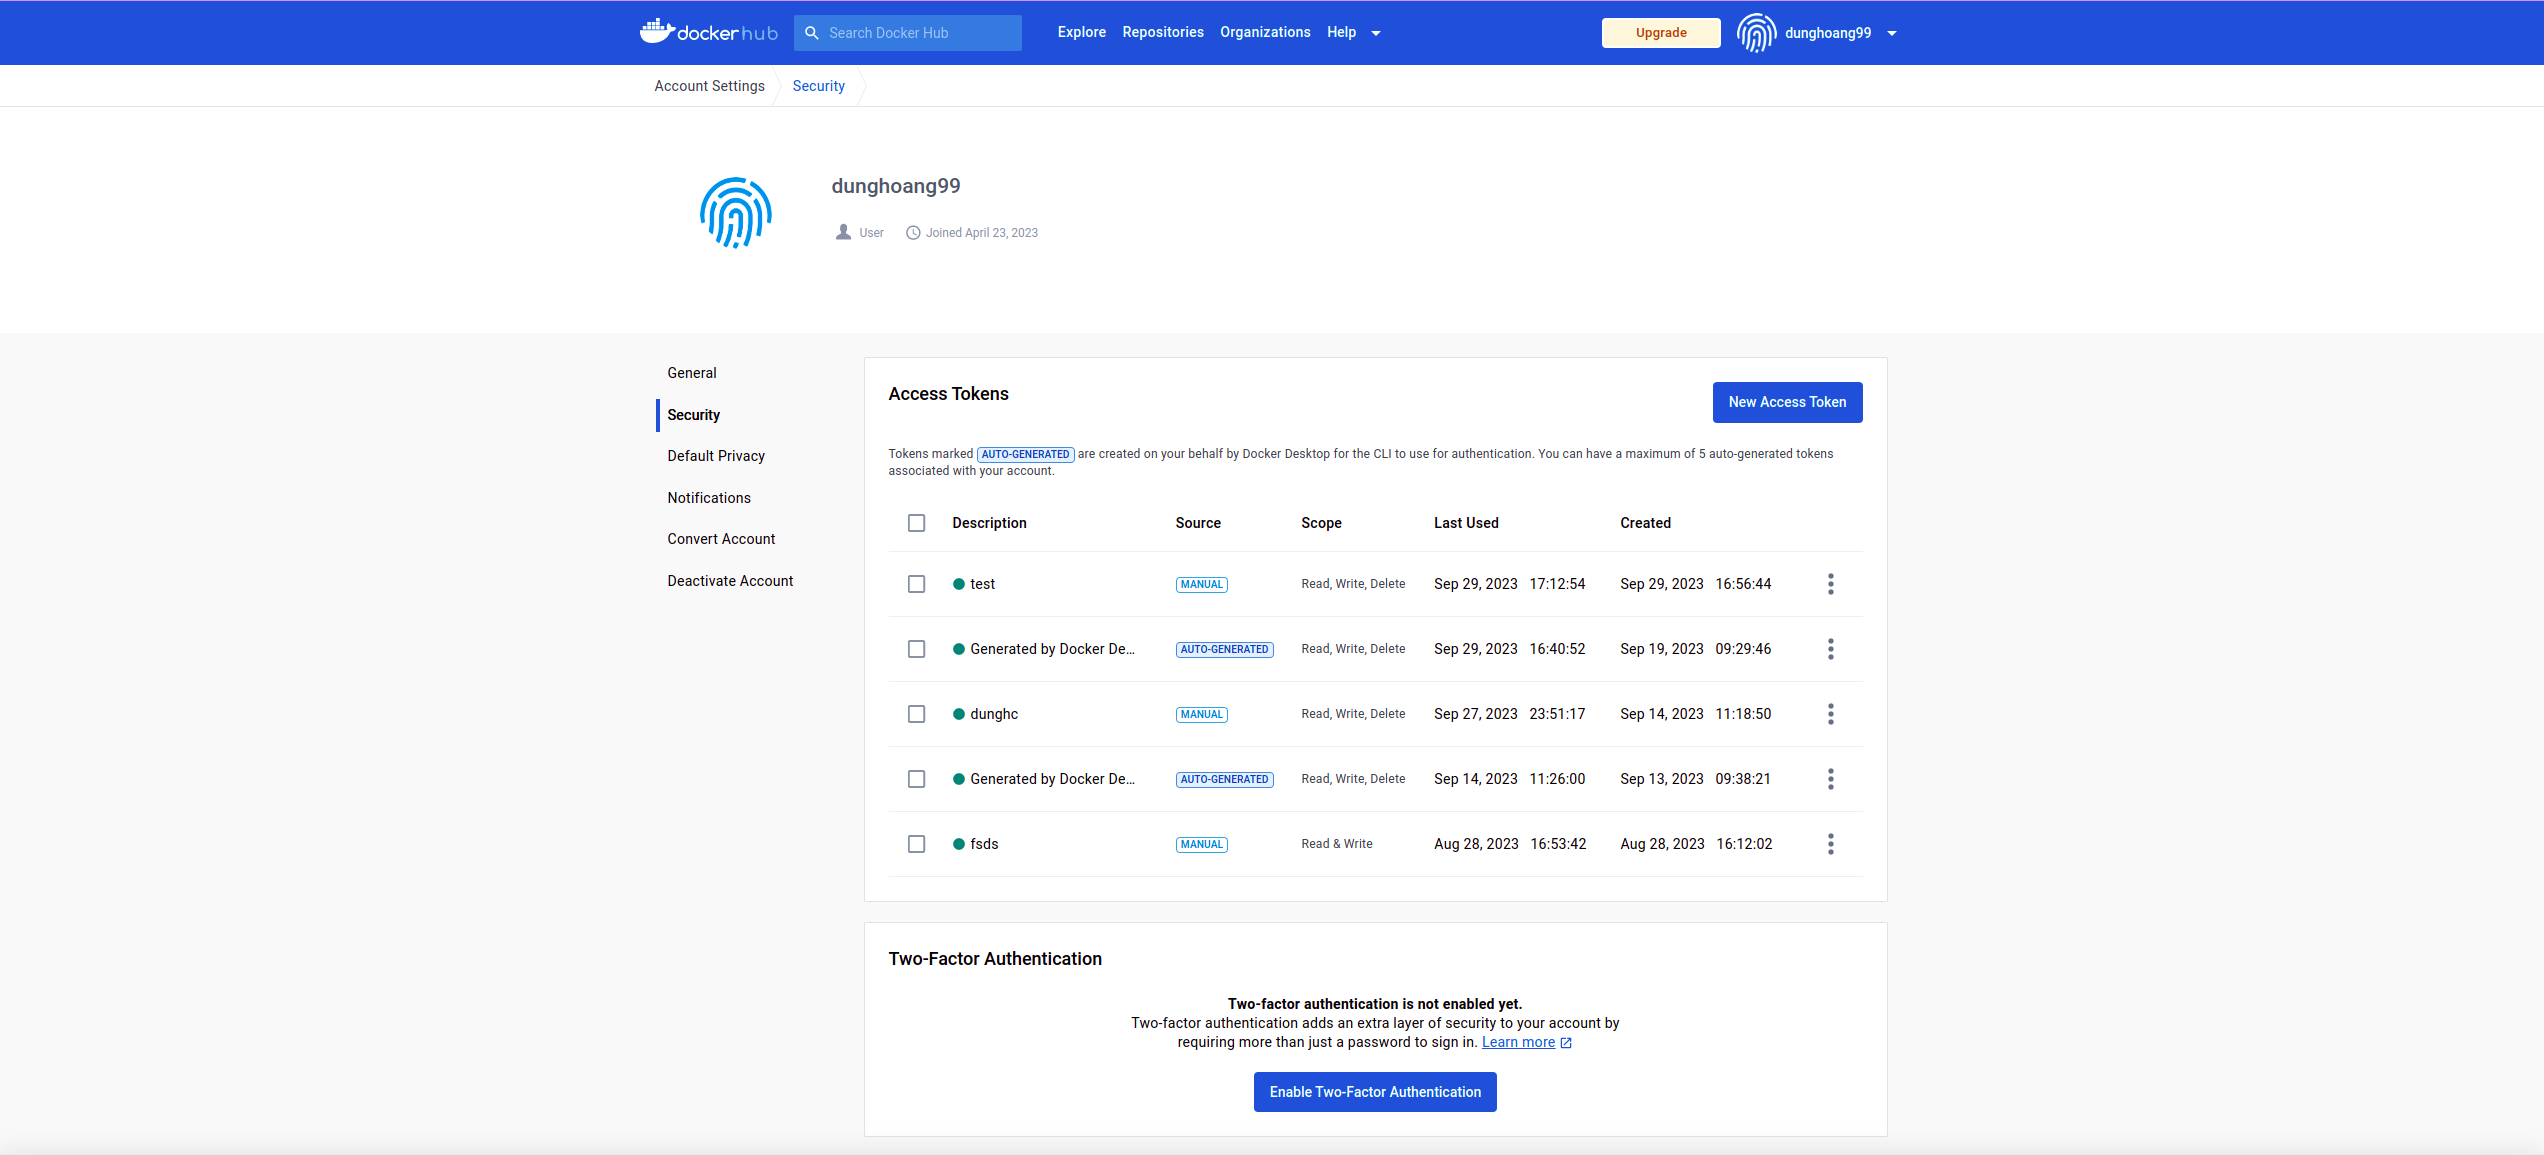 docker hub
Search Docker Hub
Explore Repositories Organizations Help
Upgrade
dunghoang99
Account Settings Security
dunghoang99
User Joined April 23, 2023
General
Security
Default Privacy
Notifications
Convert Account
Deactivate Account
Access Tokens
New Access Token
Tokens marked AUTO-GENERATED are created on your behalf by Docker Desktop for the CLI to use for authentication. You can have a maximum of 5 auto-generated tokens
associated with your account.
Description Source Scope Last Used Created
test MANUAL Read, Write, Delete Sep 29, 2023 17:12:54 Sep 29, 2023 16:56:44
Generated by Docker De... AUTO-GENERATED Read, Write, Delete Sep 29, 2023 16:40:52 Sep 19, 2023 09:29:46
dunghc MANUAL Read, Write, Delete Sep 27, 2023 23:51:17 Sep 14, 2023 11:18:50
Generated by Docker De... AUTO-GENERATED Read, Write, Delete Sep 14, 2023 11:26:00 Sep 13, 2023 09:38:21
fsds MANUAL Read & Write Aug 28, 2023 16:53:42 Aug 28, 2023 16:12:02
Two-Factor Authentication
Two-factor authentication is not enabled yet.
Two-factor authentication adds an extra layer of security to your account by
requiring more than just a password to sign in. Learn more
Enable Two-Factor Authentication